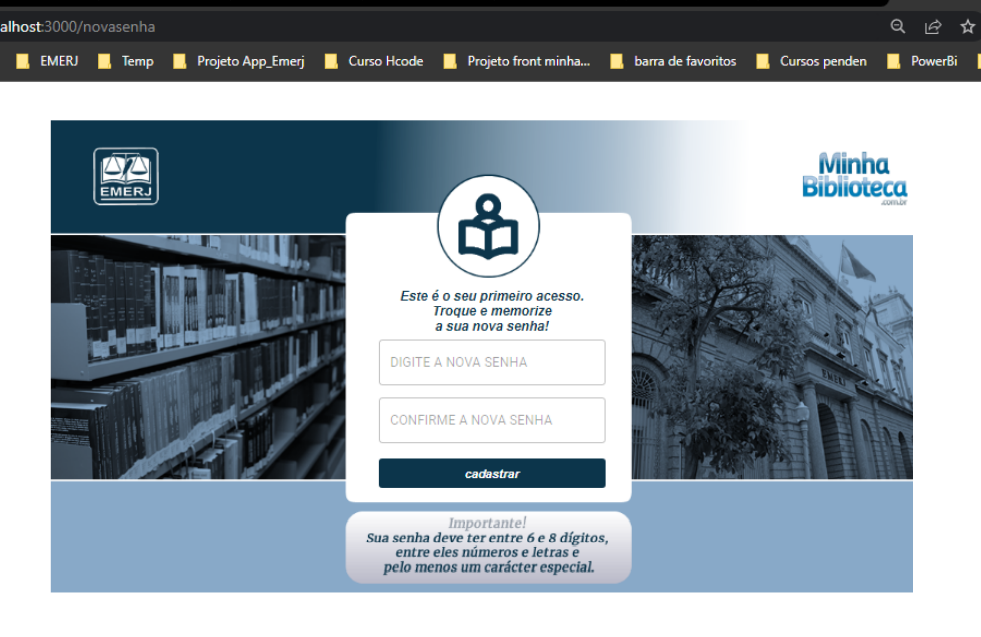 alhost:3000/novasenha
EMERJ Temp Projeto App_Emerj Curso Hcode Projeto front minha... barra de favoritos Cursos penden PowerBi
EMERJ
Minha
Biblioteca
.com.br
Este é o seu primeiro acesso.
Troque e memorize
a sua nova senha!
DIGITE A NOVA SENHA
CONFIRME A NOVA SENHA
cadastrar
EMERJ
Importante!
Sua senha deve ter entre 6 e 8 dígitos,
entre eles números e letras e
pelo menos um carácter especial.